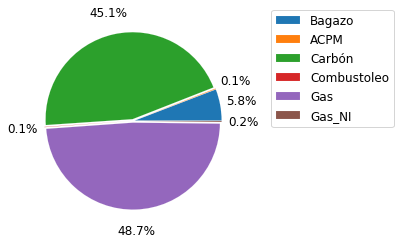 45.1%
0.1%
5.8%
0.1%
0.2%
48.7%
Bagazo
ACPM
Carbón
Combustoleo
Gas
Gas_NI